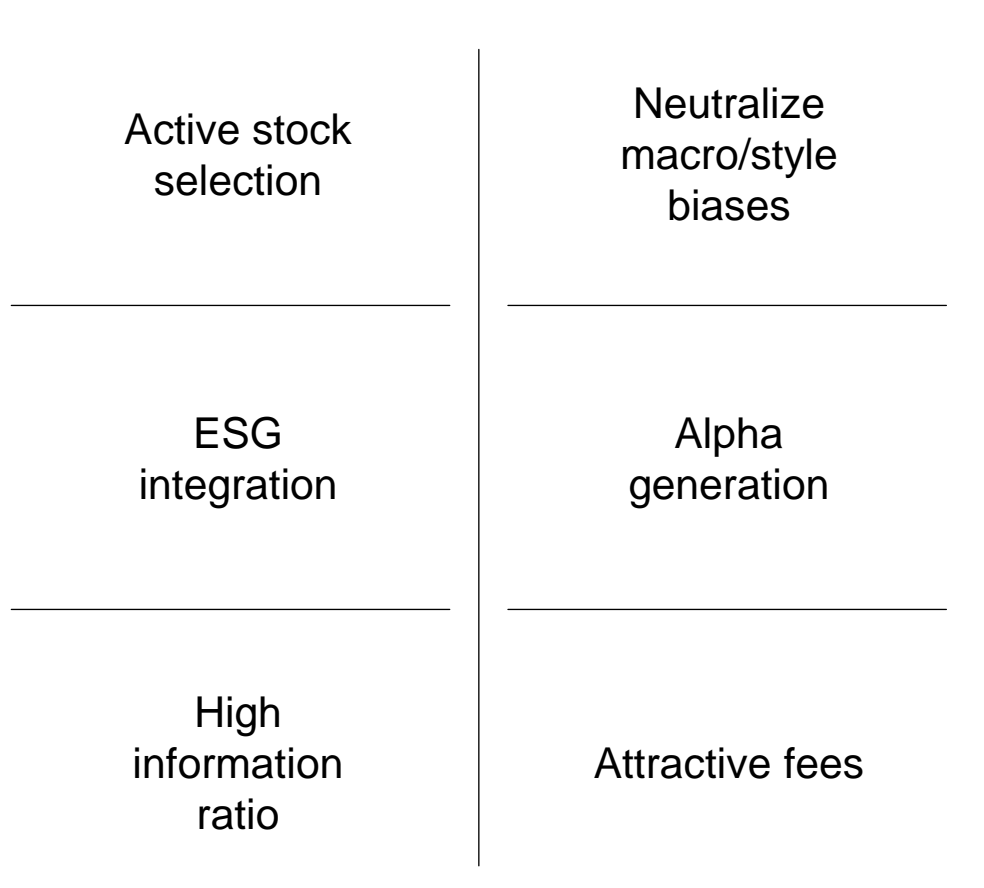 Active stock
selection
Neutralize
macro/style
biases
ESG
integration
Alpha
generation
High
information
ratio
Attractive fees